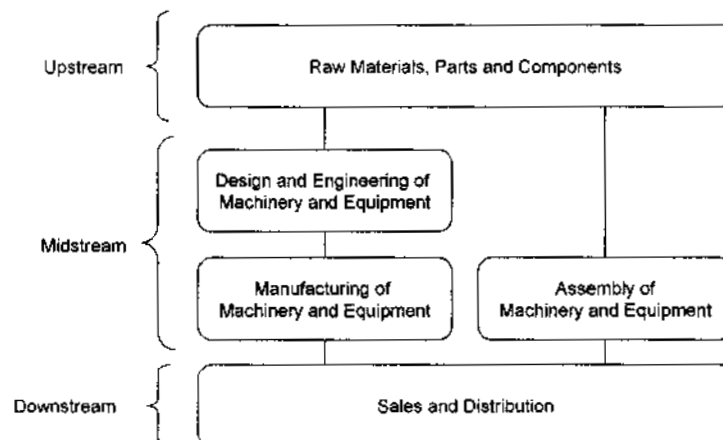 Upstream
Raw Materials, Parts and Components
Design and Engineering of
Machinery and Equipment
Midstream
Manufacturing of
Machinery and Equipment
Assembly of
Machinery and Equipment
Downstream
Sales and Distribution